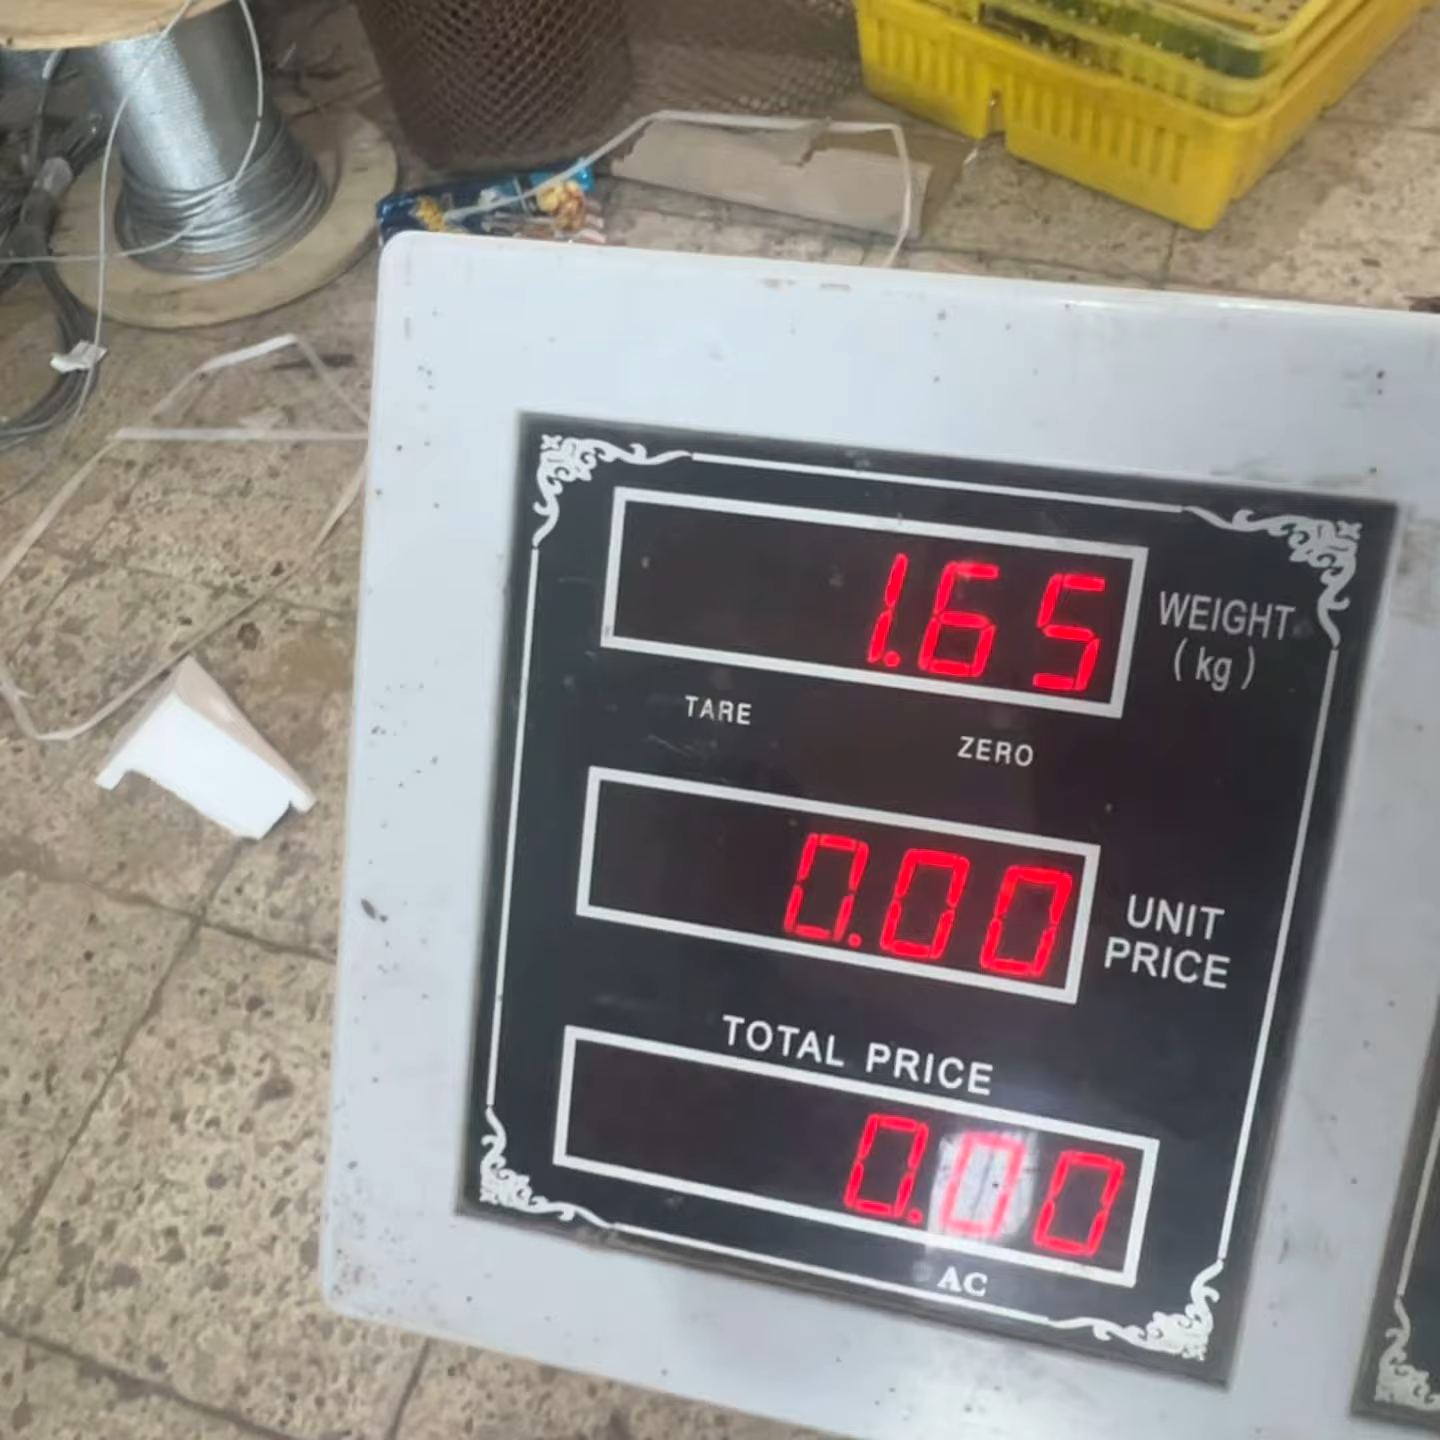 1.65
WEIGHT
(kg)
TARE
ZERO
0.00
UNIT
PRICE
TOTAL PRICE
0.00
AC